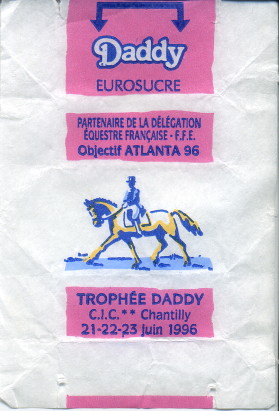 Daddy
EUROSUCRE
PARTENAIRE DE LA DÉLÉGATION
ÉQUESTRE FRANÇAISE - F.F.E.
Objectif ATLANTA 96
TROPHÉE DADDY
C.I.C.** Chantilly
21-22-23 juin 1996